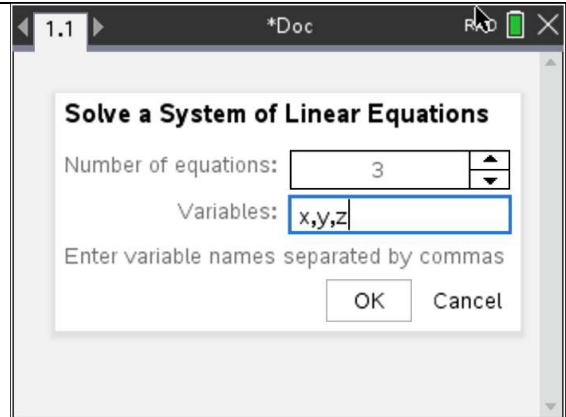 1.1 *Doc RAD
Solve a System of Linear Equations
Number of equations: 3
Variables: x,y,z
Enter variable names separated by commas
OK Cancel